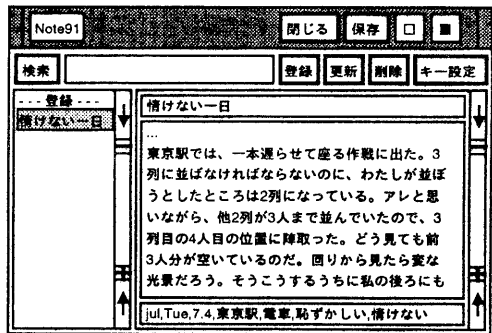 Note91 閉じる 保存
検索 登録 更新 削除 キー設定
--- 登録 ---
情けない一日
情けない一日
...
東京駅では、一本遅らせて座る作戦に出た。3
列に並ばなければならないのに、わたしが並ぼ
うとしたところは2列になっている。アレと思
いながら、他2列が3人まで並んでいたので、3
列目の4人目の位置に陣取った。どう見ても前
3人分が空いているのだ。回りから見たら変な
光景だろう。そうこうするうちに私の後ろにも
jul,Tue,7.4,東京駅,電車,恥ずかしい,情けない